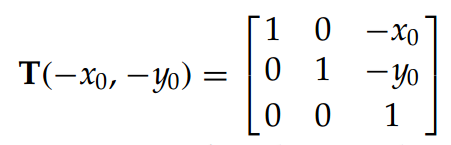 T(−x₀, −y₀) = [1 0 −x₀
0 1 −y₀
0 0 1]